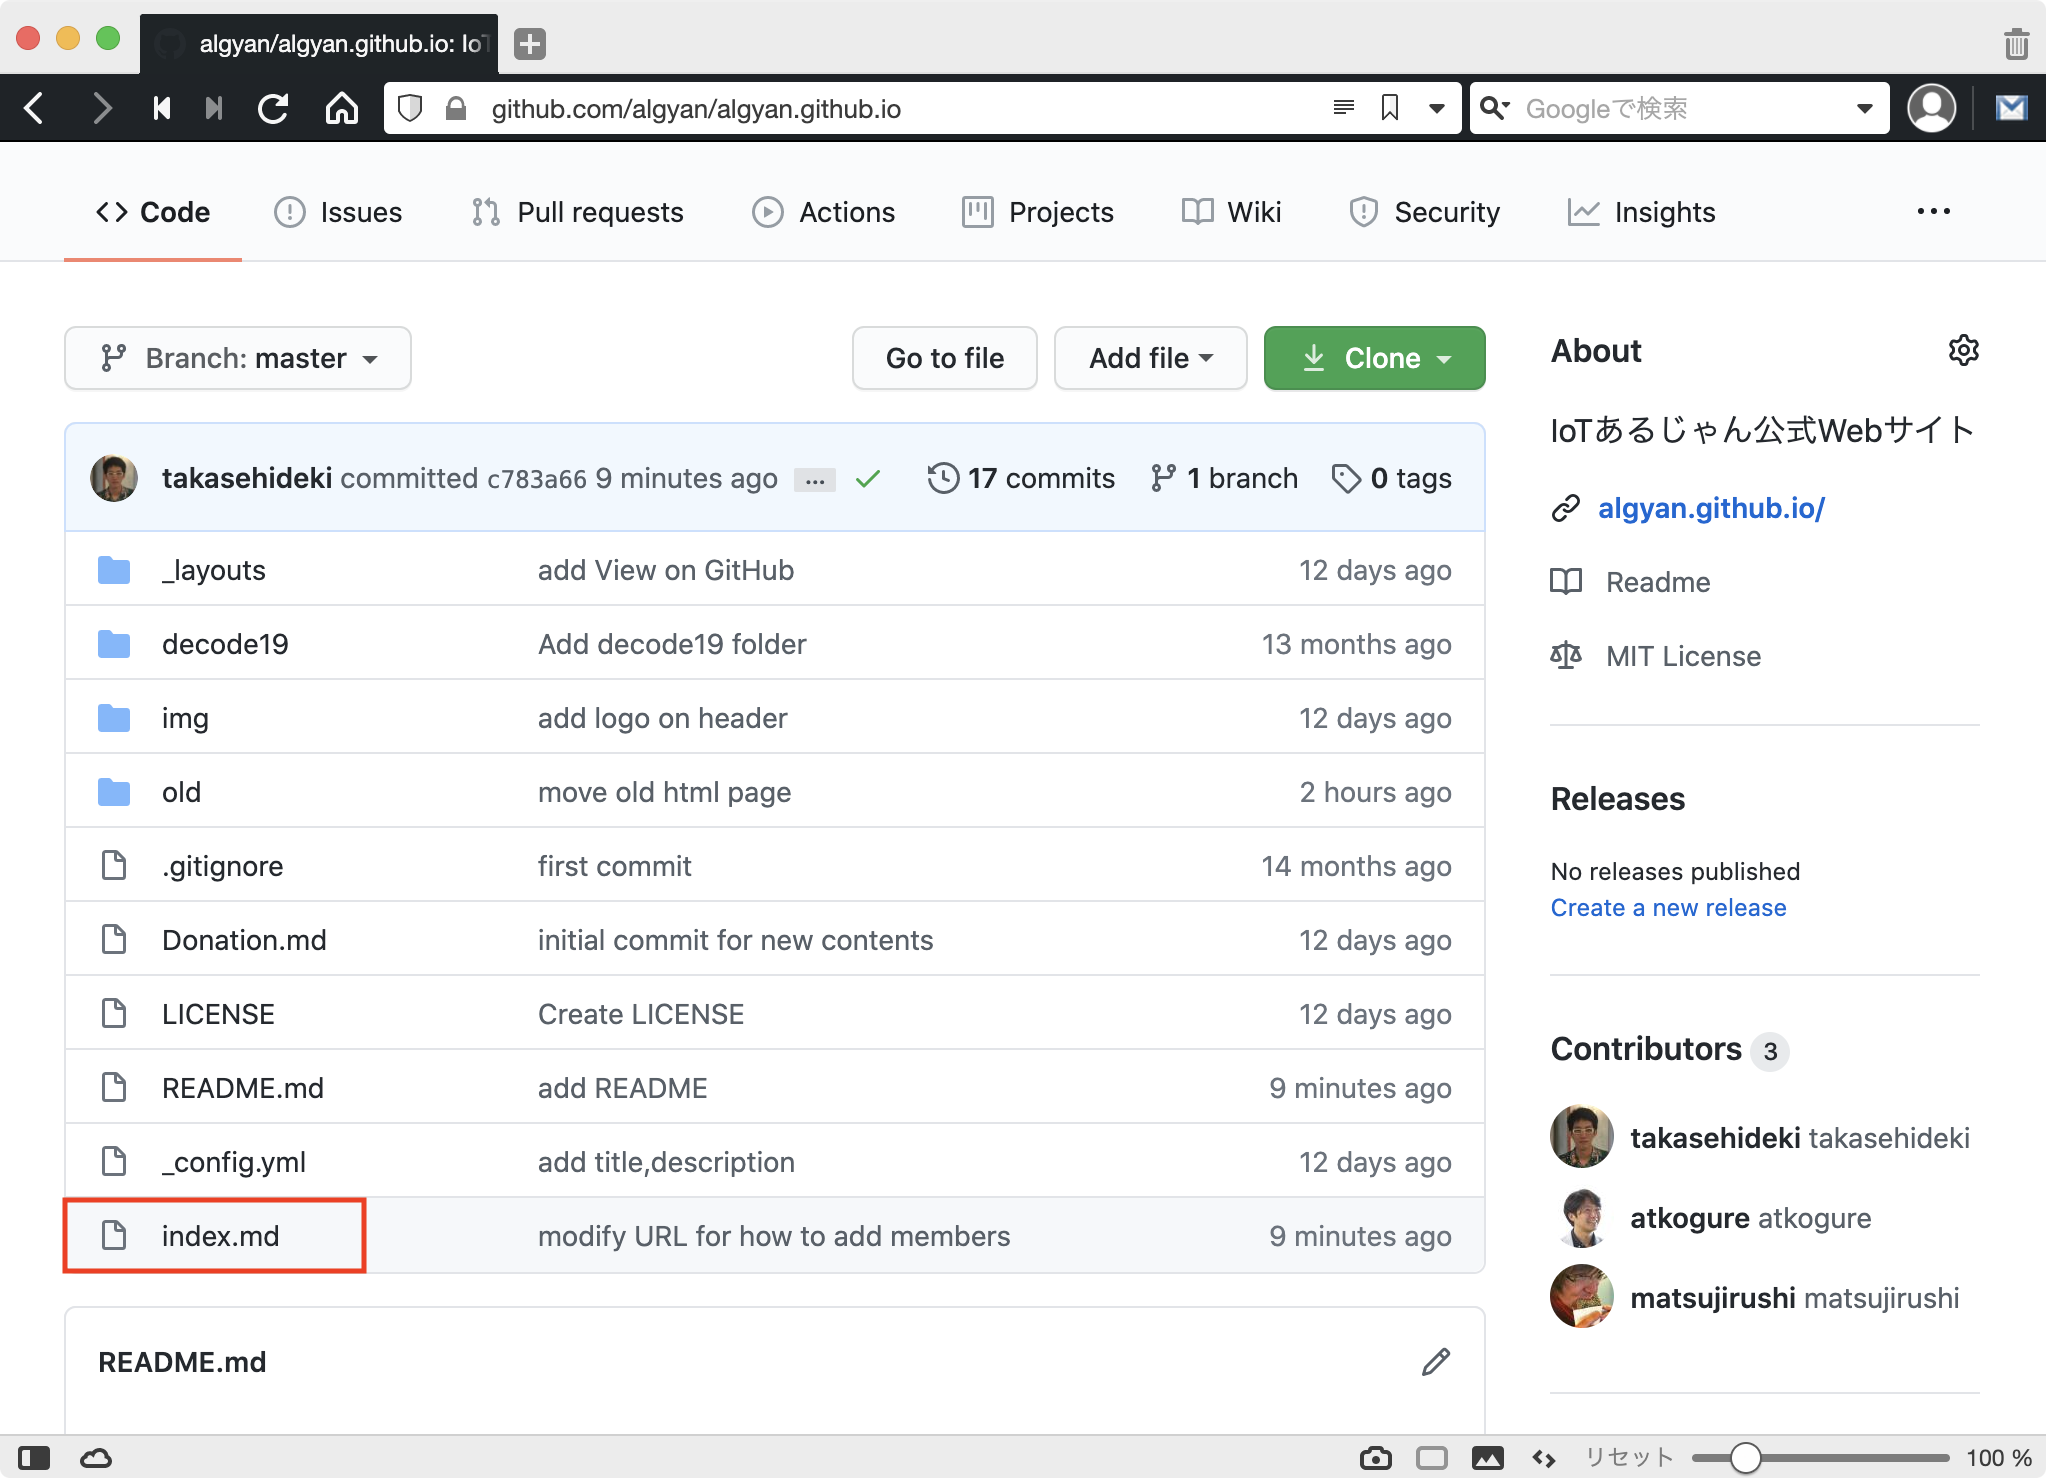 algyan/algyan.github.io: IoT
github.com/algyan/algyan.github.io
Googleで検索
Code
Issues
Pull requests
Actions
Projects
Wiki
Security
Insights
Branch: master
Go to file
Add file
Clone
takasehideki committed c783a66 9 minutes ago ... 17 commits 1 branch 0 tags
_layouts add View on GitHub 12 days ago
decode19 Add decode19 folder 13 months ago
img add logo on header 12 days ago
old move old html page 2 hours ago
.gitignore first commit 14 months ago
Donation.md initial commit for new contents 12 days ago
LICENSE Create LICENSE 12 days ago
README.md add README 9 minutes ago
_config.yml add title,description 12 days ago
index.md modify URL for how to add members 9 minutes ago
README.md
About
IoTあるじゃん公式Webサイト
algyan.github.io/
Readme
MIT License
Releases
No releases published
Create a new release
Contributors 3
takasehideki takasehideki
atkogure atkogure
matsujirushi matsujirushi
リセット
100 %